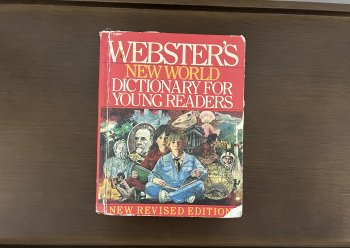 WEBSTER'S
NEW WORLD
DICTIONARY FOR
YOUNG READERS
NEW REVISED EDITION